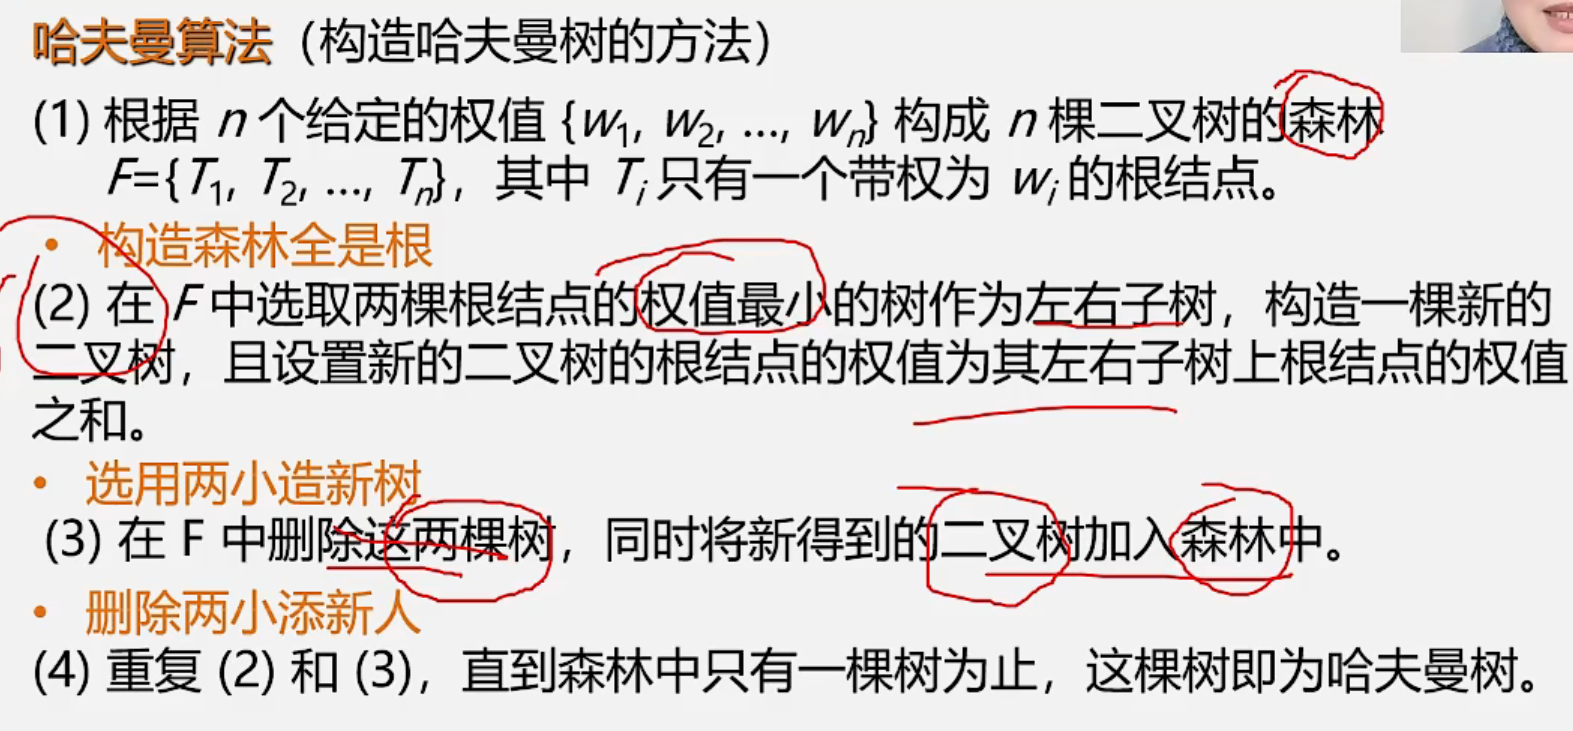 哈夫曼算法（构造哈夫曼树的方法）
(1) 根据 n 个给定的权值 {w1, w2, …, wn} 构成 n 棵二叉树的森林
F={T1, T2, …, Tn}，其中 Ti 只有一个带权为 wi 的根结点。
• 构造森林全是根
(2) 在 F 中选取两棵根结点的权值最小的树作为左右子树，构造一棵新的
二叉树，且设置新的二叉树的根结点的权值为其左右子树上根结点的权值
之和。
• 选用两小造新树
(3) 在 F 中删除这两棵树，同时将新得到的二叉树加入森林中。
• 删除两小添新人
(4) 重复 (2) 和 (3)，直到森林中只有一棵树为止，这棵树即为哈夫曼树。